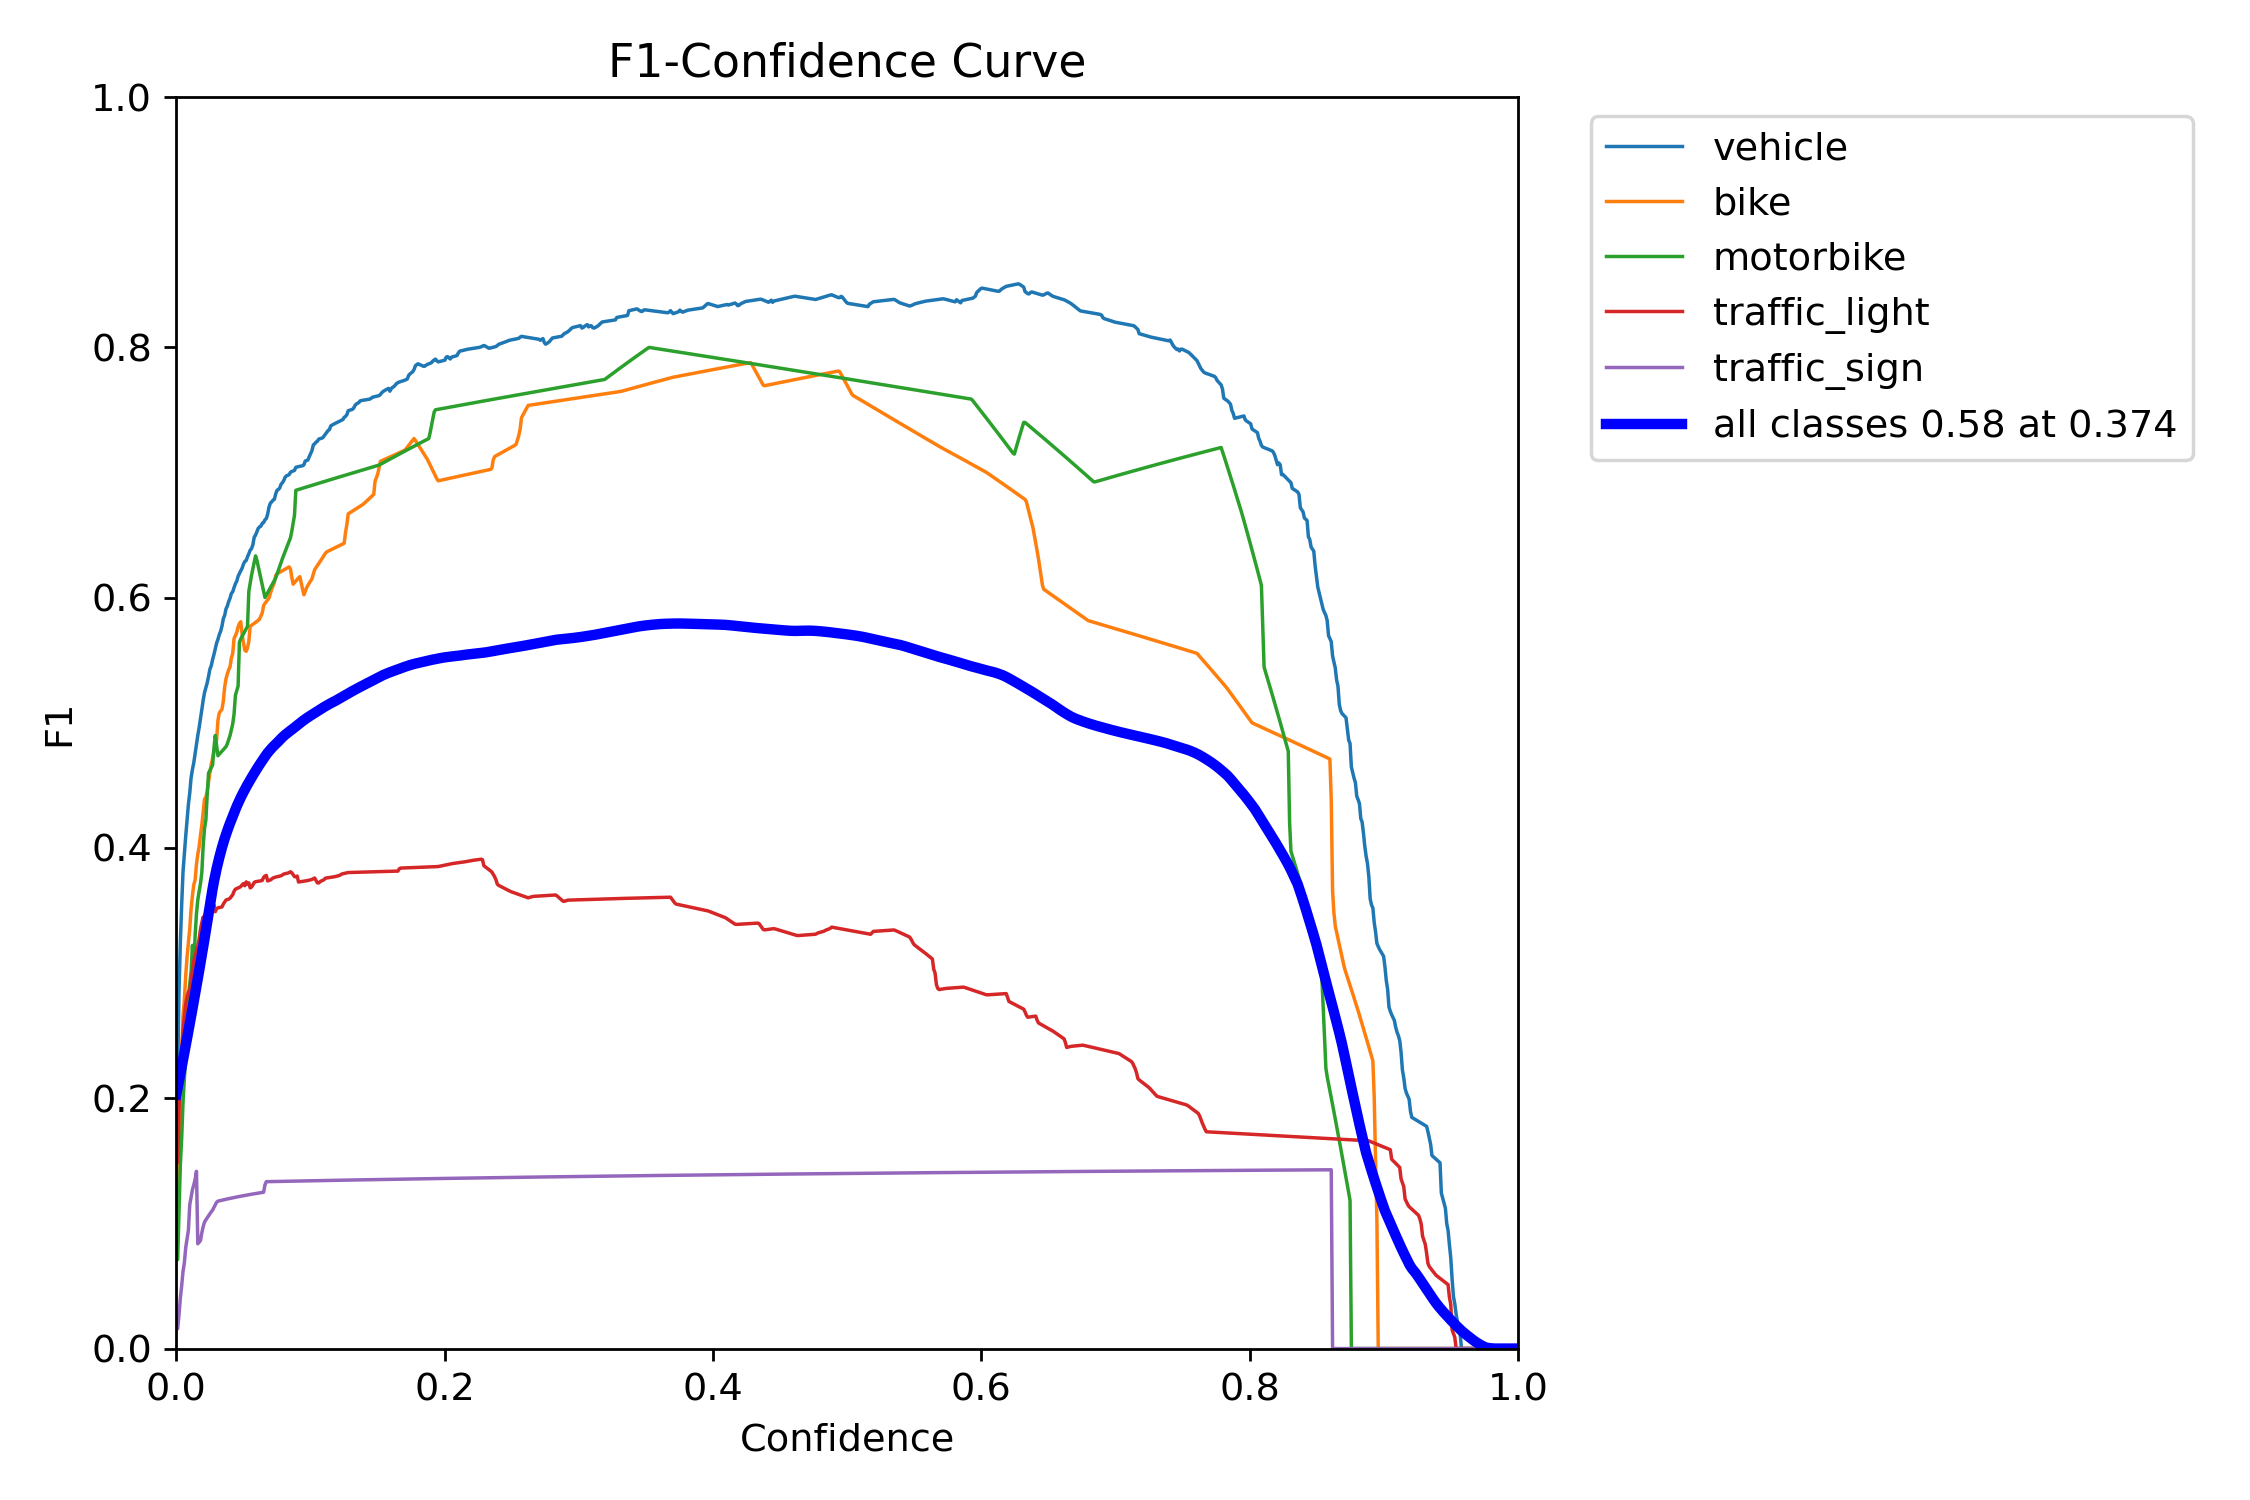 F1-Confidence Curve
1.0
0.8
0.6
0.4
0.2
0.0
F1
0.0 0.2 0.4 0.6 0.8 1.0
Confidence
vehicle
bike
motorbike
traffic_light
traffic_sign
all classes 0.58 at 0.374